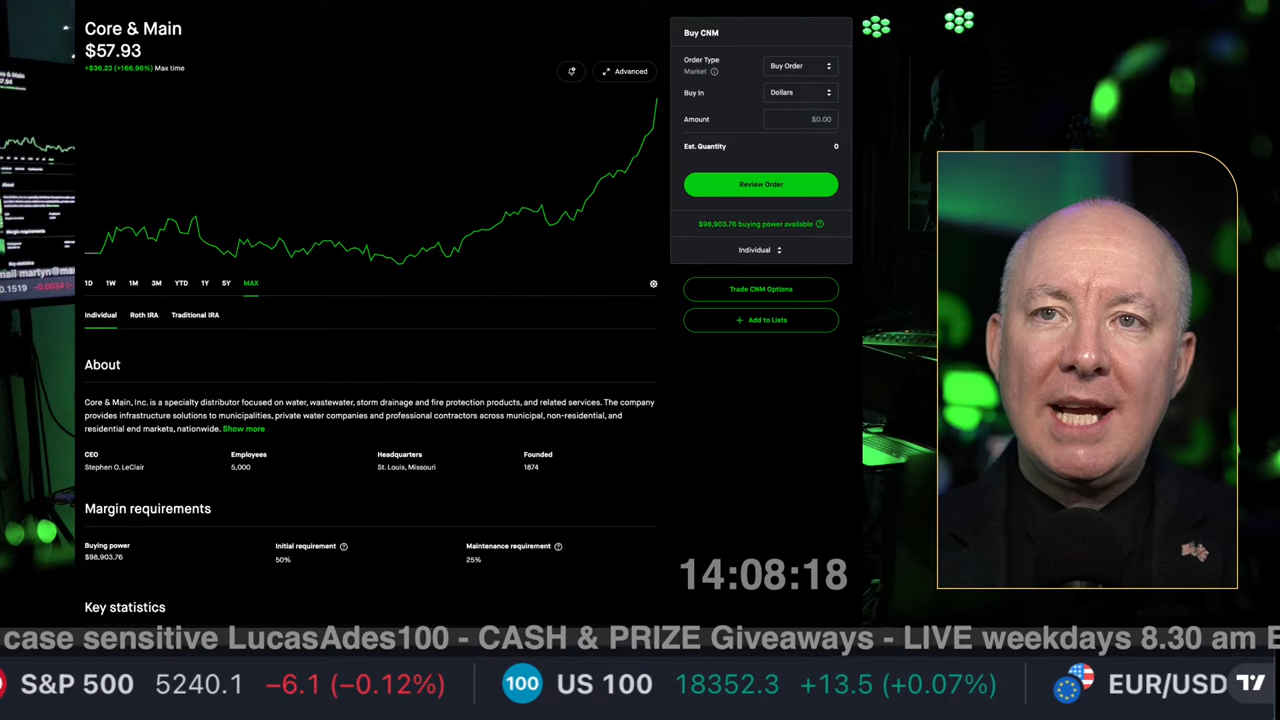 Core & Main
$57.93
+$36.23 (+166.96%) Max time
Advanced
1D 1W 1M 3M YTD 1Y 5Y MAX
Individual Roth IRA Traditional IRA
About
Core & Main, Inc. is a specialty distributor focused on water, wastewater, storm drainage and fire protection products, and related services. The company
provides infrastructure solutions to municipalities, private water companies and professional contractors across municipal, non-residential, and
residential end markets, nationwide. Show more
CEO Employees Headquarters Founded
Stephen O. LeClair 5,000 St. Louis, Missouri 1874
Margin requirements
Buying power Initial requirement Maintenance requirement
$98,903.76 50% 25%
Key statistics
Buy CNM
Order Type Buy Order
Market
Buy In Dollars
Amount $0.00
Est. Quantity 0
Review Order
$98,903.76 buying power available
Individual
Trade CNM Options
+ Add to Lists
mail martyn@mar
0.1519 -0.0034
14:08:18
case sensitive LucasAdes100 - CASH & PRIZE Giveaways - LIVE weekdays 8.30 am E
S&P 500 5240.1 −6.1 (−0.12%) 100 US 100 18352.3 +13.5 (+0.07%) EUR/USD